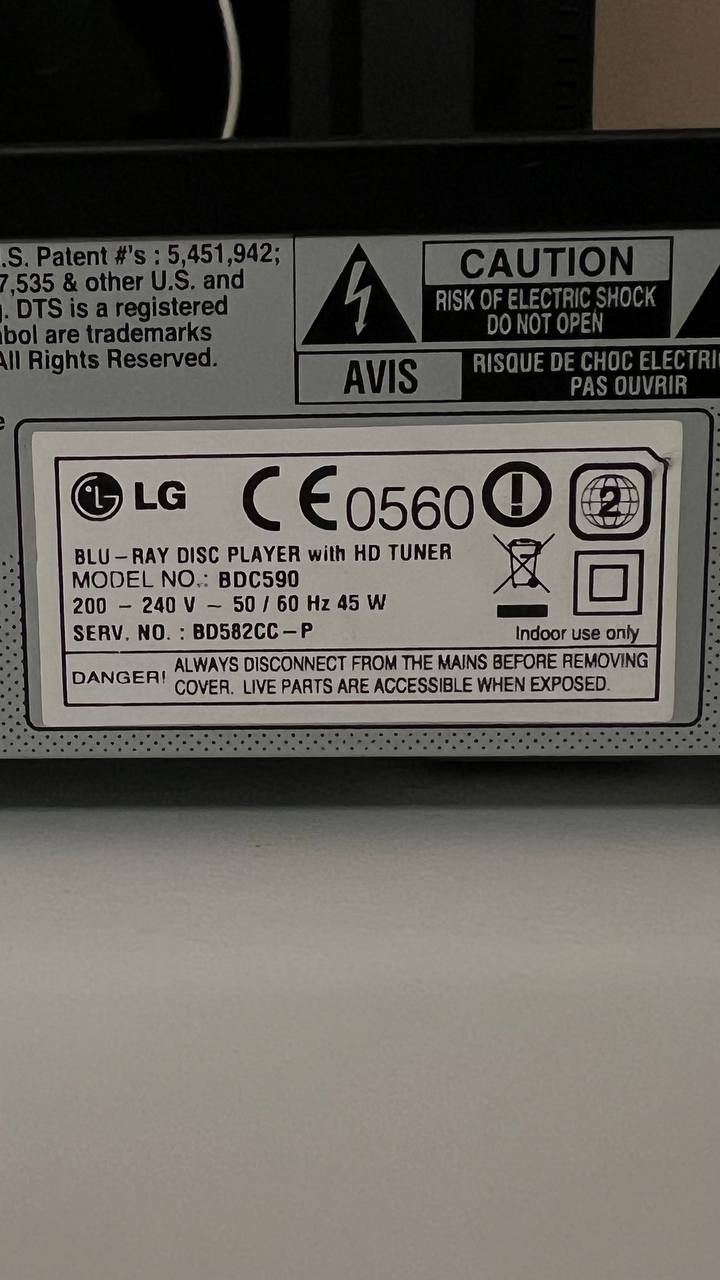 .S. Patent #'s : 5,451,942;
7,535 & other U.S. and
. DTS is a registered
bol are trademarks
All Rights Reserved.
CAUTION
RISK OF ELECTRIC SHOCK
DO NOT OPEN
AVIS
RISQUE DE CHOC ELECTRI
PAS OUVRIR
e
LG CE0560 2
BLU-RAY DISC PLAYER with HD TUNER
MODEL NO.: BDC590
200 - 240 V ~ 50 / 60 Hz 45 W
SERV. NO. : BD582CC-P
Indoor use only
DANGER!
ALWAYS DISCONNECT FROM THE MAINS BEFORE REMOVING
COVER. LIVE PARTS ARE ACCESSIBLE WHEN EXPOSED.